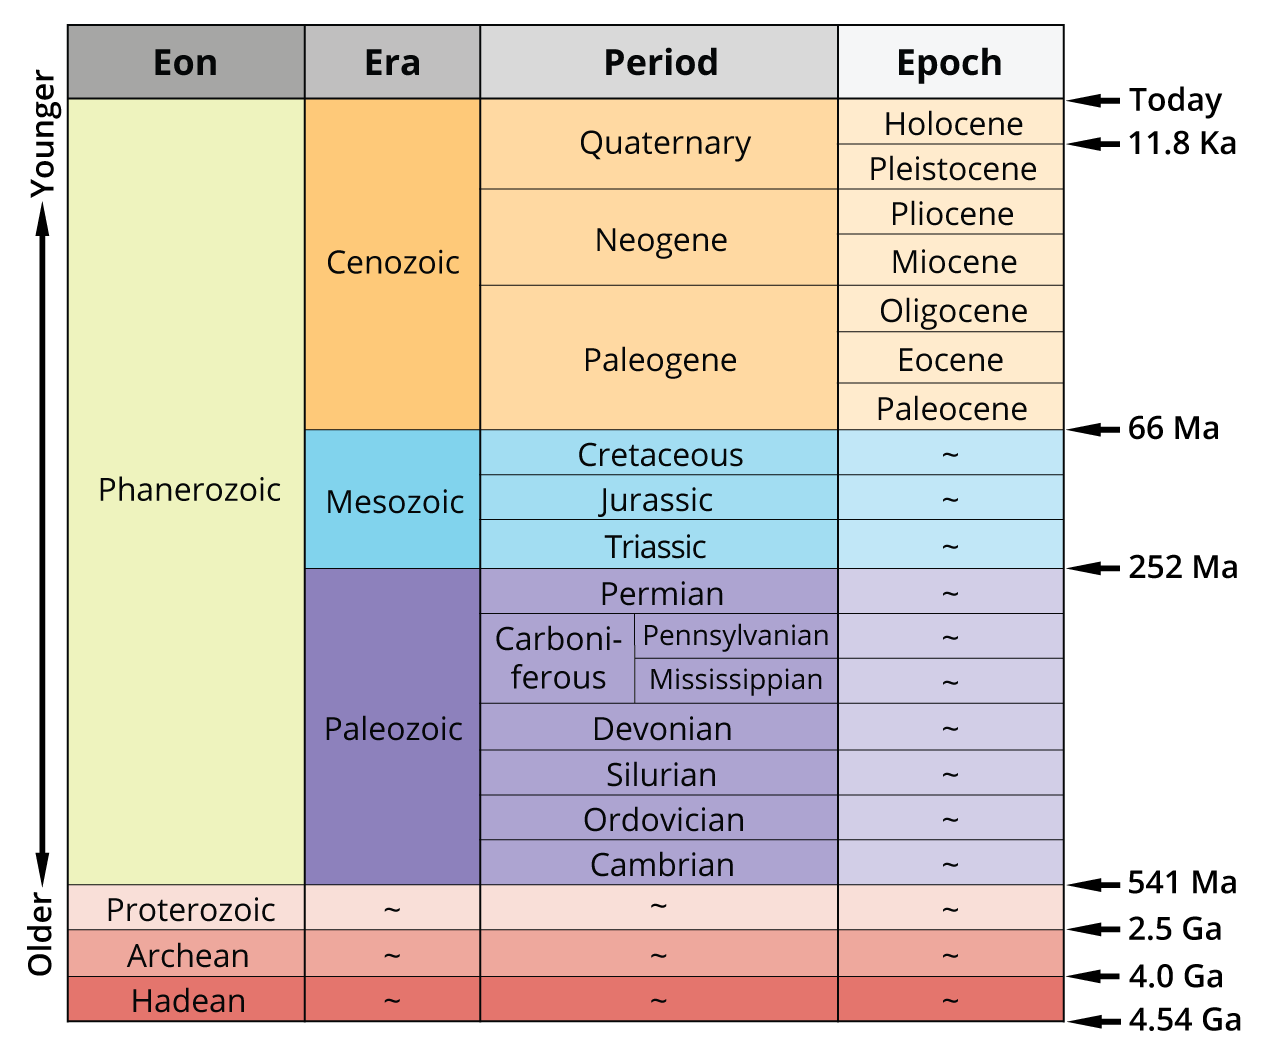 Eon
Era
Period
Epoch
Younger
Older
Phanerozoic
Cenozoic
Quaternary
Holocene
Pleistocene
Neogene
Pliocene
Miocene
Paleogene
Oligocene
Eocene
Paleocene
Mesozoic
Cretaceous
~
Jurassic
~
Triassic
~
Paleozoic
Permian
~
Carboni-
ferous
Pennsylvanian
~
Mississippian
~
Devonian
~
Silurian
~
Ordovician
~
Cambrian
~
Proterozoic
~
~
~
Archean
~
~
~
Hadean
~
~
~
Today
11.8 Ka
66 Ma
252 Ma
541 Ma
2.5 Ga
4.0 Ga
4.54 Ga